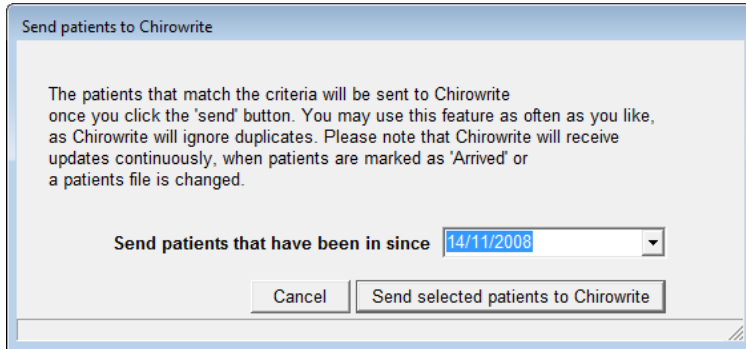 Send patients to Chirowrite
The patients that match the criteria will be sent to Chirowrite
once you click the 'send' button. You may use this feature as often as you like,
as Chirowrite will ignore duplicates. Please note that Chirowrite will receive
updates continuously, when patients are marked as 'Arrived' or
a patients file is changed.
Send patients that have been in since 14/11/2008
Cancel Send selected patients to Chirowrite